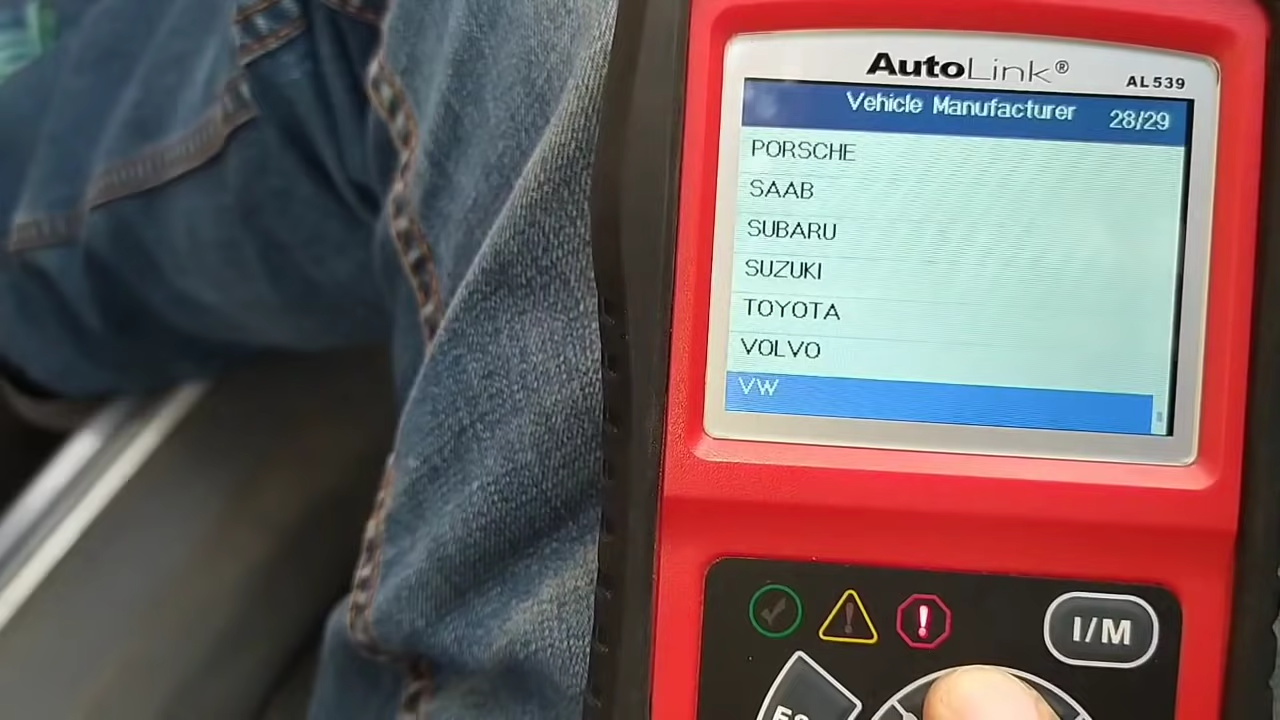 AutoLink®
AL539
Vehicle Manufacturer 28/29
PORSCHE
SAAB
SUBARU
SUZUKI
TOYOTA
VOLVO
VW
I/M